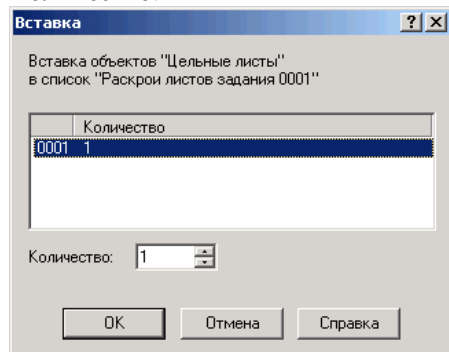 Вставка
Вставка объектов "Цельные листы"
в список "Раскрои листов задания 0001"
Количество
0001 1
Количество: 1
OK Отмена Справка